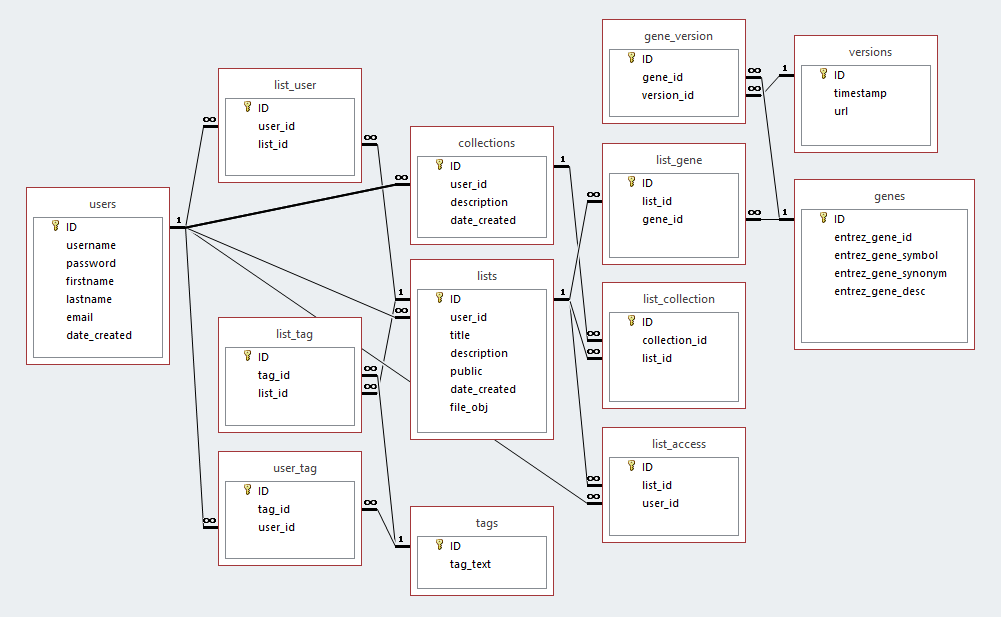 users
ID
username
password
firstname
lastname
email
date_created
1
list_user
ID
user_id
list_id
∞
∞
list_tag
ID
tag_id
list_id
∞
∞
user_tag
ID
tag_id
user_id
∞
∞
collections
ID
user_id
description
date_created
∞
1
lists
ID
user_id
title
description
public
date_created
file_obj
1
∞
1
tags
ID
tag_text
1
gene_version
ID
gene_id
version_id
∞
∞
list_gene
ID
list_id
gene_id
∞
∞
list_collection
ID
collection_id
list_id
∞
∞
list_access
ID
list_id
user_id
∞
∞
versions
ID
timestamp
url
1
genes
ID
entrez_gene_id
entrez_gene_symbol
entrez_gene_synonym
entrez_gene_desc
1